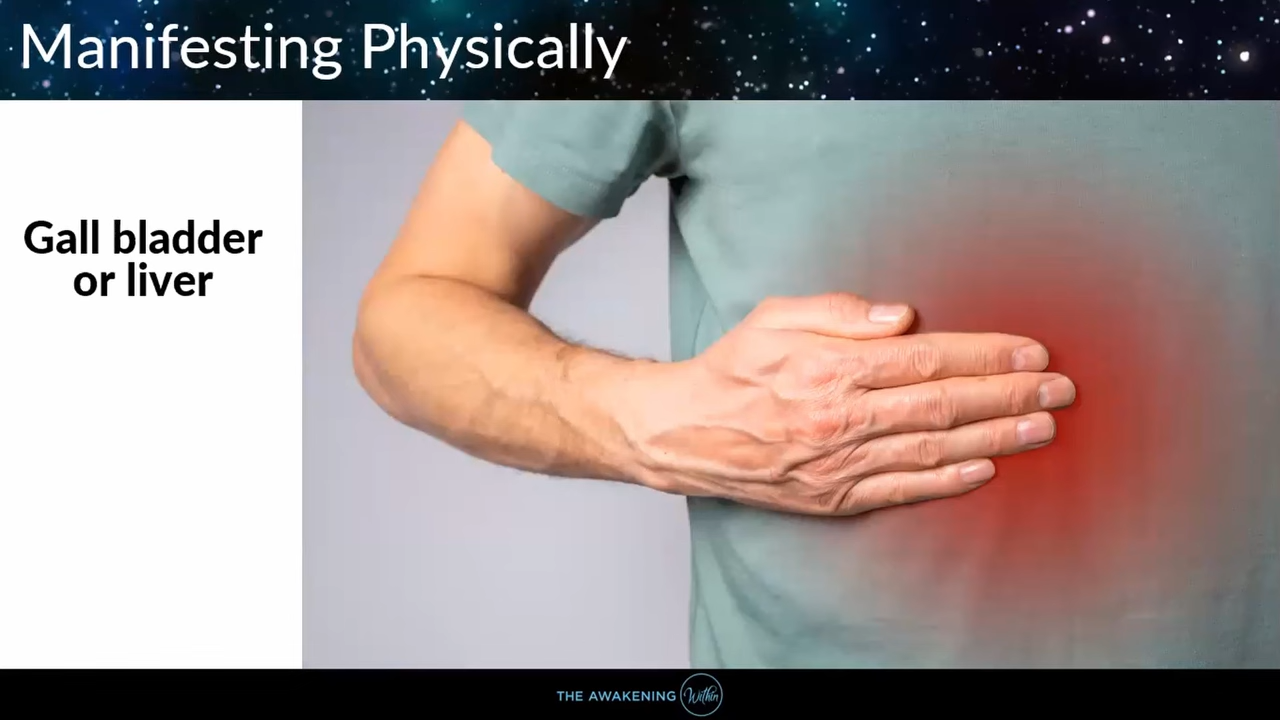 Manifesting Physically
Gall bladder
or liver
THE AWAKENING Within